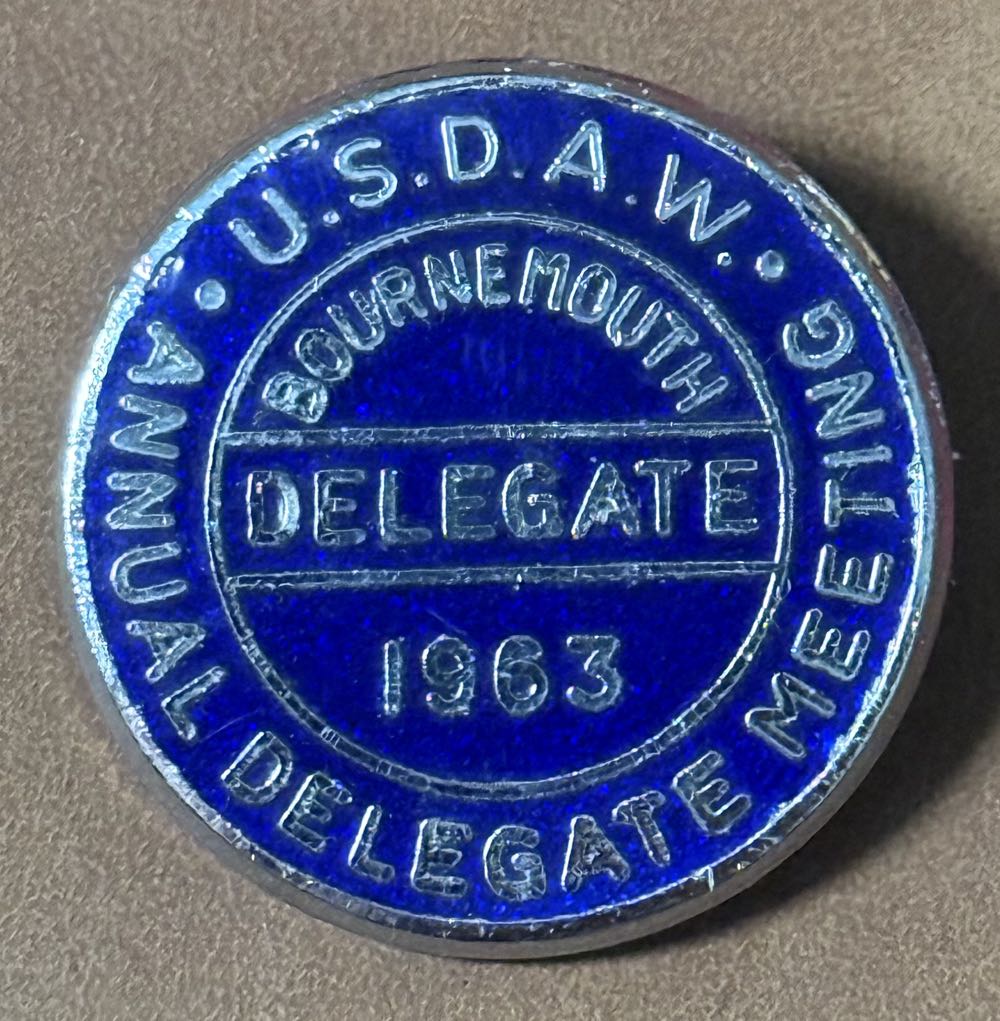 U.S.D.A.W.
ANNUAL DELEGATE MEETING
BOURNEMOUTH
DELEGATE
1963